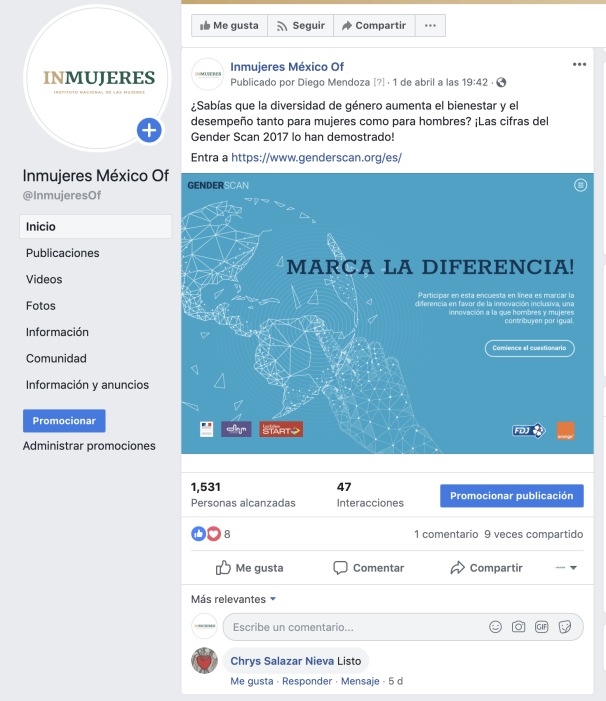 INMUJERES
INSTITUTO NACIONAL DE LAS MUJERES
Inmujeres México Of
@InmujeresOf
Inicio
Publicaciones
Videos
Fotos
Información
Comunidad
Información y anuncios
Promocionar
Administrar promociones
Me gusta
Seguir
Compartir
INMUJERES
Inmujeres México Of
Publicado por Diego Mendoza [?] · 1 de abril a las 19:42 ·
¿Sabías que la diversidad de género aumenta el bienestar y el
desempeño tanto para mujeres como para hombres? ¡Las cifras del
Gender Scan 2017 lo han demostrado!
Entra a https://www.genderscan.org/es/
GENDERSCAN
MARCA LA DIFERENCIA!
Participar en esta encuesta en línea es marcar la
diferencia en favor de la innovación inclusiva, una
innovación a la que hombres y mujeres
contribuyen por igual.
Comience el cuestionario
START
FDJ
orange
1,531
Personas alcanzadas
47
Interacciones
Promocionar publicación
8
1 comentario 9 veces compartido
Me gusta
Comentar
Compartir
Más relevantes
INMUJERES
Escribe un comentario...
GIF
Chrys Salazar Nieva Listo
Me gusta · Responder · Mensaje · 5 d